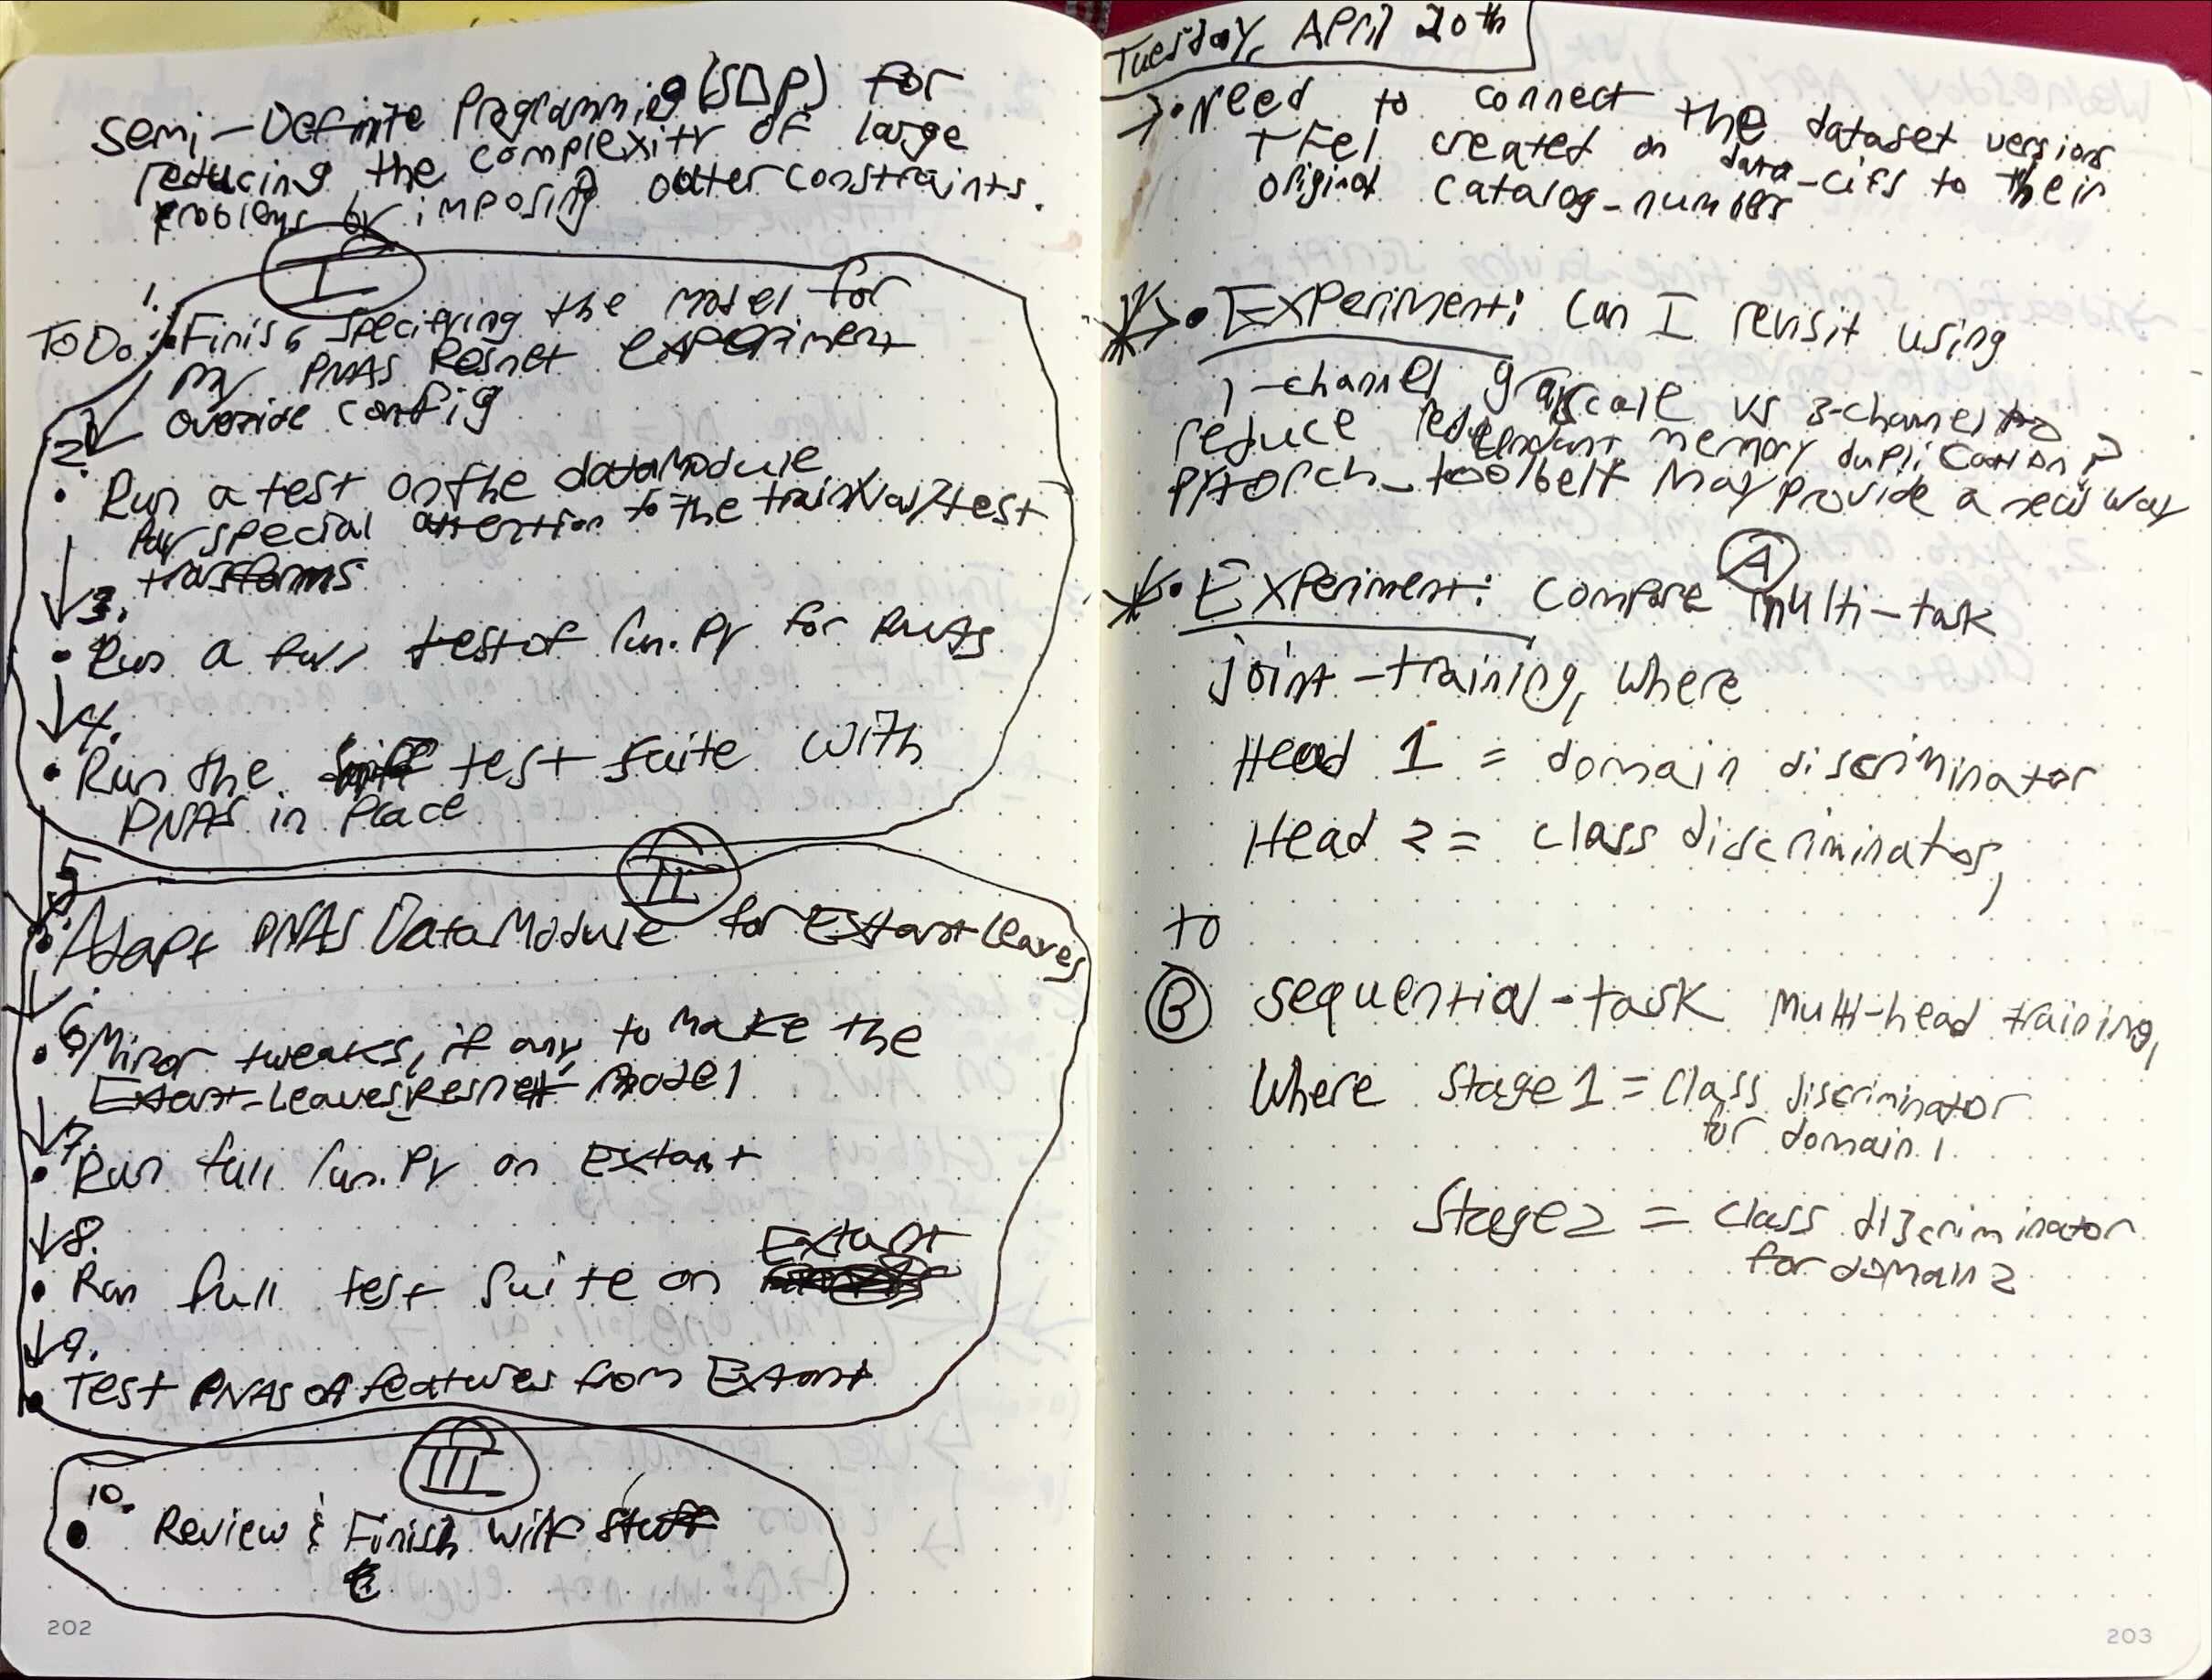 Semi-Definite Programming (SDP) for
reducing the complexity of large
problems by imposing outer constraints.
I
1.
To Do: Finish specifying the model for
my PNAS Resnet experiment
override config
2.
• Run a test on the datamodule
Pay special attention to the train/val/test
transforms
3.
• Run a full test of run.py for PNAS
4.
• Run the test suite with
PNAS in place
II
5
• Adapt PNAS DataModule for Extant-Leaves
6
• Minor tweaks, if any, to make the
Extant-Leaves Resnet model
7.
• Run full run.py on Extant
8.
Extant
• Run full test suite on
9.
• Test PNAS features from Extant
III
10.
• Review & Finish with stuff
202
Tuesday, April 20th
→ • Need to connect the dataset versions
I created on data-cifs to their
original catalog-numbers
• Experiment: Can I revisit using
1-channel grayscale vs 3-channel to
reduce redundant memory duplication?
pytorch_toolbelt may provide a nice way
A
• Experiment: Compare multi-task
joint-training, where
Head 1 = domain discriminator
Head 2 = class discriminator,
to
B sequential-task multi-head training,
where Stage 1 = class discriminator
for domain 1
Stage 2 = class discriminator
for domain 2
203